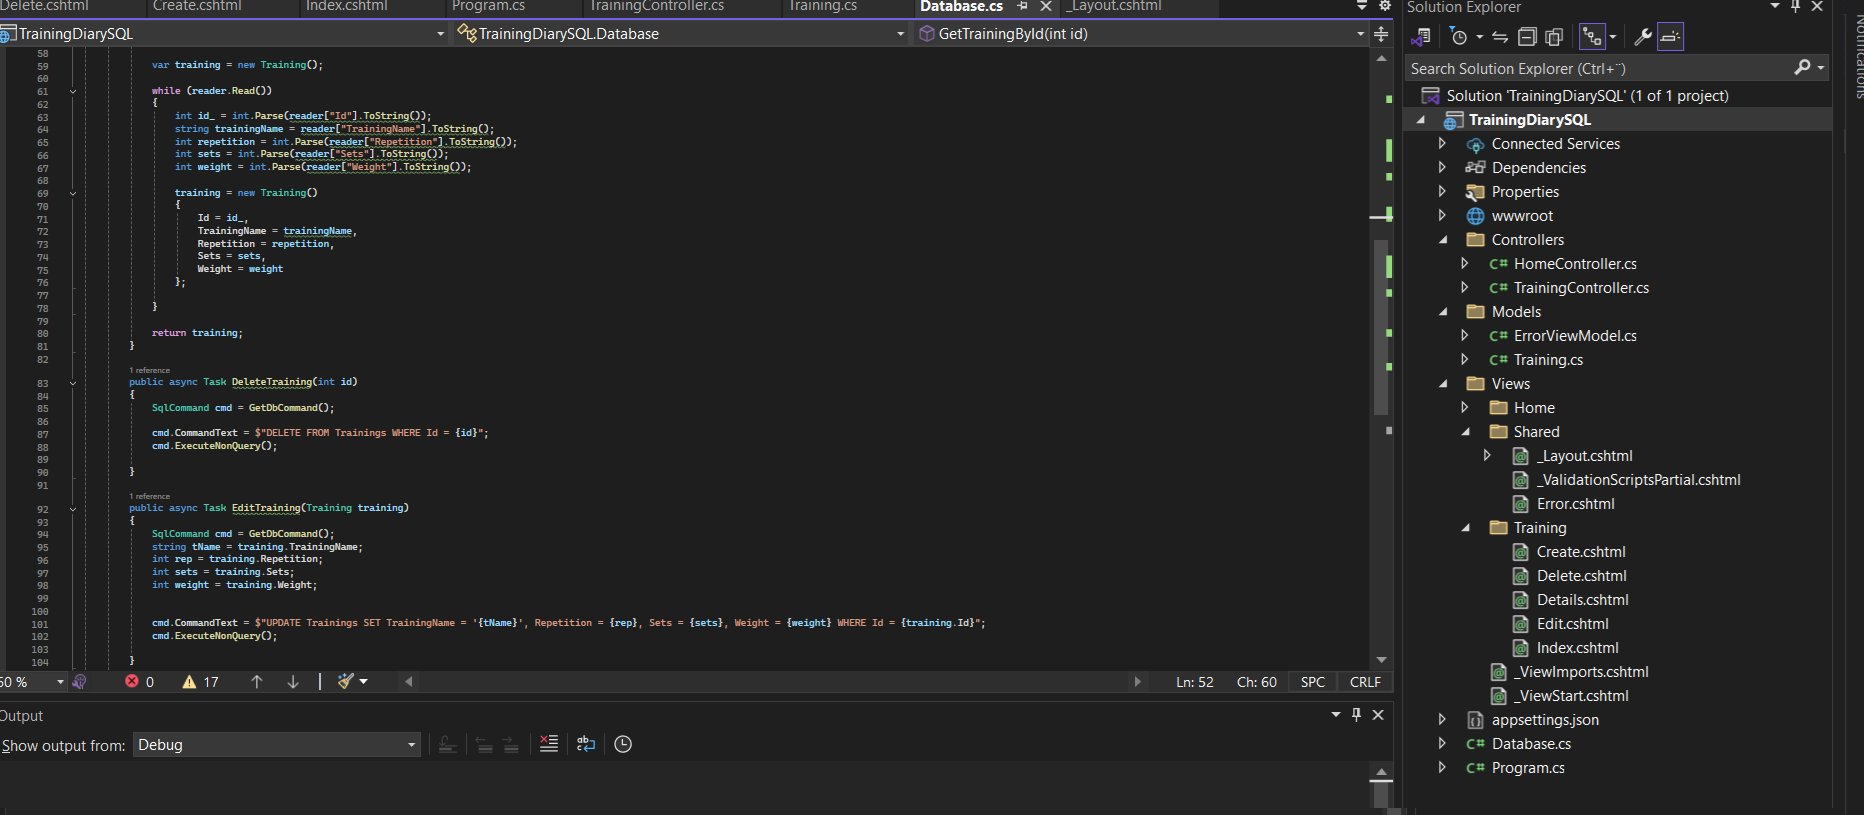 Delete.cshtml Create.cshtml Index.cshtml Program.cs TrainingController.cs Training.cs Database.cs _Layout.cshtml
TrainingDiarySQL TrainingDiarySQL.Database GetTrainingById(int id)
58
59 var training = new Training();
60
61 while (reader.Read())
62 {
63 int id_ = int.Parse(reader["Id"].ToString());
64 string trainingName = reader["TrainingName"].ToString();
65 int repetition = int.Parse(reader["Repetition"].ToString());
66 int sets = int.Parse(reader["Sets"].ToString());
67 int weight = int.Parse(reader["Weight"].ToString());
68
69 training = new Training()
70 {
71 Id = id_,
72 TrainingName = trainingName,
73 Repetition = repetition,
74 Sets = sets,
75 Weight = weight
76 };
77
78 }
79
80 return training;
81 }
82
1 reference
83 public async Task DeleteTraining(int id)
84 {
85 SqlCommand cmd = GetDbCommand();
86
87 cmd.CommandText = $"DELETE FROM Trainings WHERE Id = {id}";
88 cmd.ExecuteNonQuery();
89
90 }
91
1 reference
92 public async Task EditTraining(Training training)
93 {
94 SqlCommand cmd = GetDbCommand();
95 string tName = training.TrainingName;
96 int rep = training.Repetition;
97 int sets = training.Sets;
98 int weight = training.Weight;
99
100
101 cmd.CommandText = $"UPDATE Trainings SET TrainingName = '{tName}', Repetition = {rep}, Sets = {sets}, Weight = {weight} WHERE Id = {training.Id}";
102 cmd.ExecuteNonQuery();
103
104 }
0 17 Ln: 52 Ch: 60 SPC CRLF
Output
Show output from: Debug
Solution Explorer
Search Solution Explorer (Ctrl+¨)
Solution 'TrainingDiarySQL' (1 of 1 project)
TrainingDiarySQL
Connected Services
Dependencies
Properties
wwwroot
Controllers
C# HomeController.cs
C# TrainingController.cs
Models
C# ErrorViewModel.cs
C# Training.cs
Views
Home
Shared
_Layout.cshtml
_ValidationScriptsPartial.cshtml
Error.cshtml
Training
Create.cshtml
Delete.cshtml
Details.cshtml
Edit.cshtml
Index.cshtml
_ViewImports.cshtml
_ViewStart.cshtml
appsettings.json
C# Database.cs
C# Program.cs
Notifications